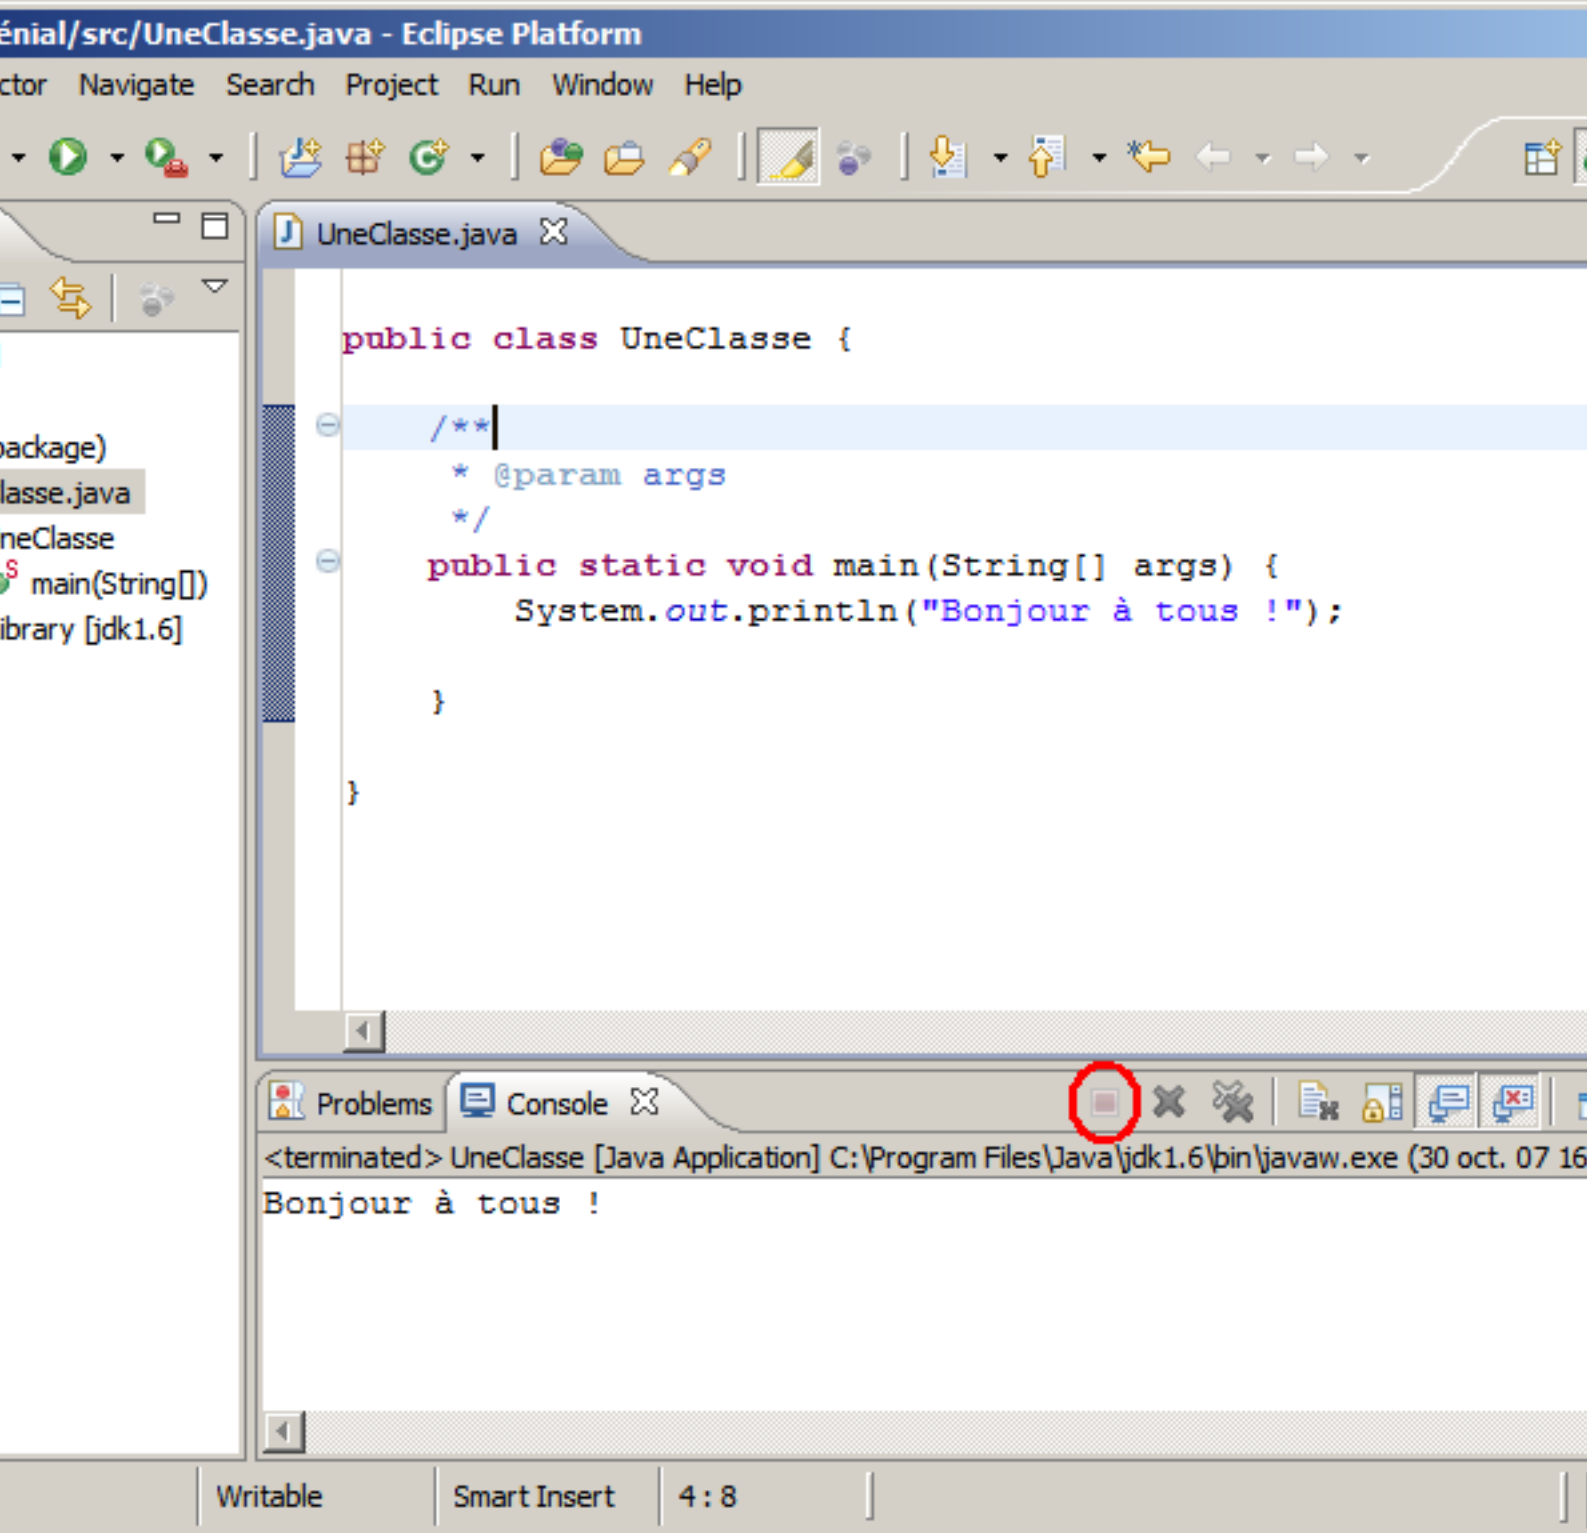 énial/src/UneClasse.java - Eclipse Platform
ctor Navigate Search Project Run Window Help
UneClasse.java
public class UneClasse {
/**
* @param args
*/
public static void main(String[] args) {
System.out.println("Bonjour à tous !");
}
}
package)
lasse.java
neClasse
S main(String[])
ibrary [jdk1.6]
Problems Console
<terminated> UneClasse [Java Application] C:\Program Files\Java\jdk1.6\bin\javaw.exe (30 oct. 07 16
Bonjour à tous !
Writable Smart Insert 4 : 8